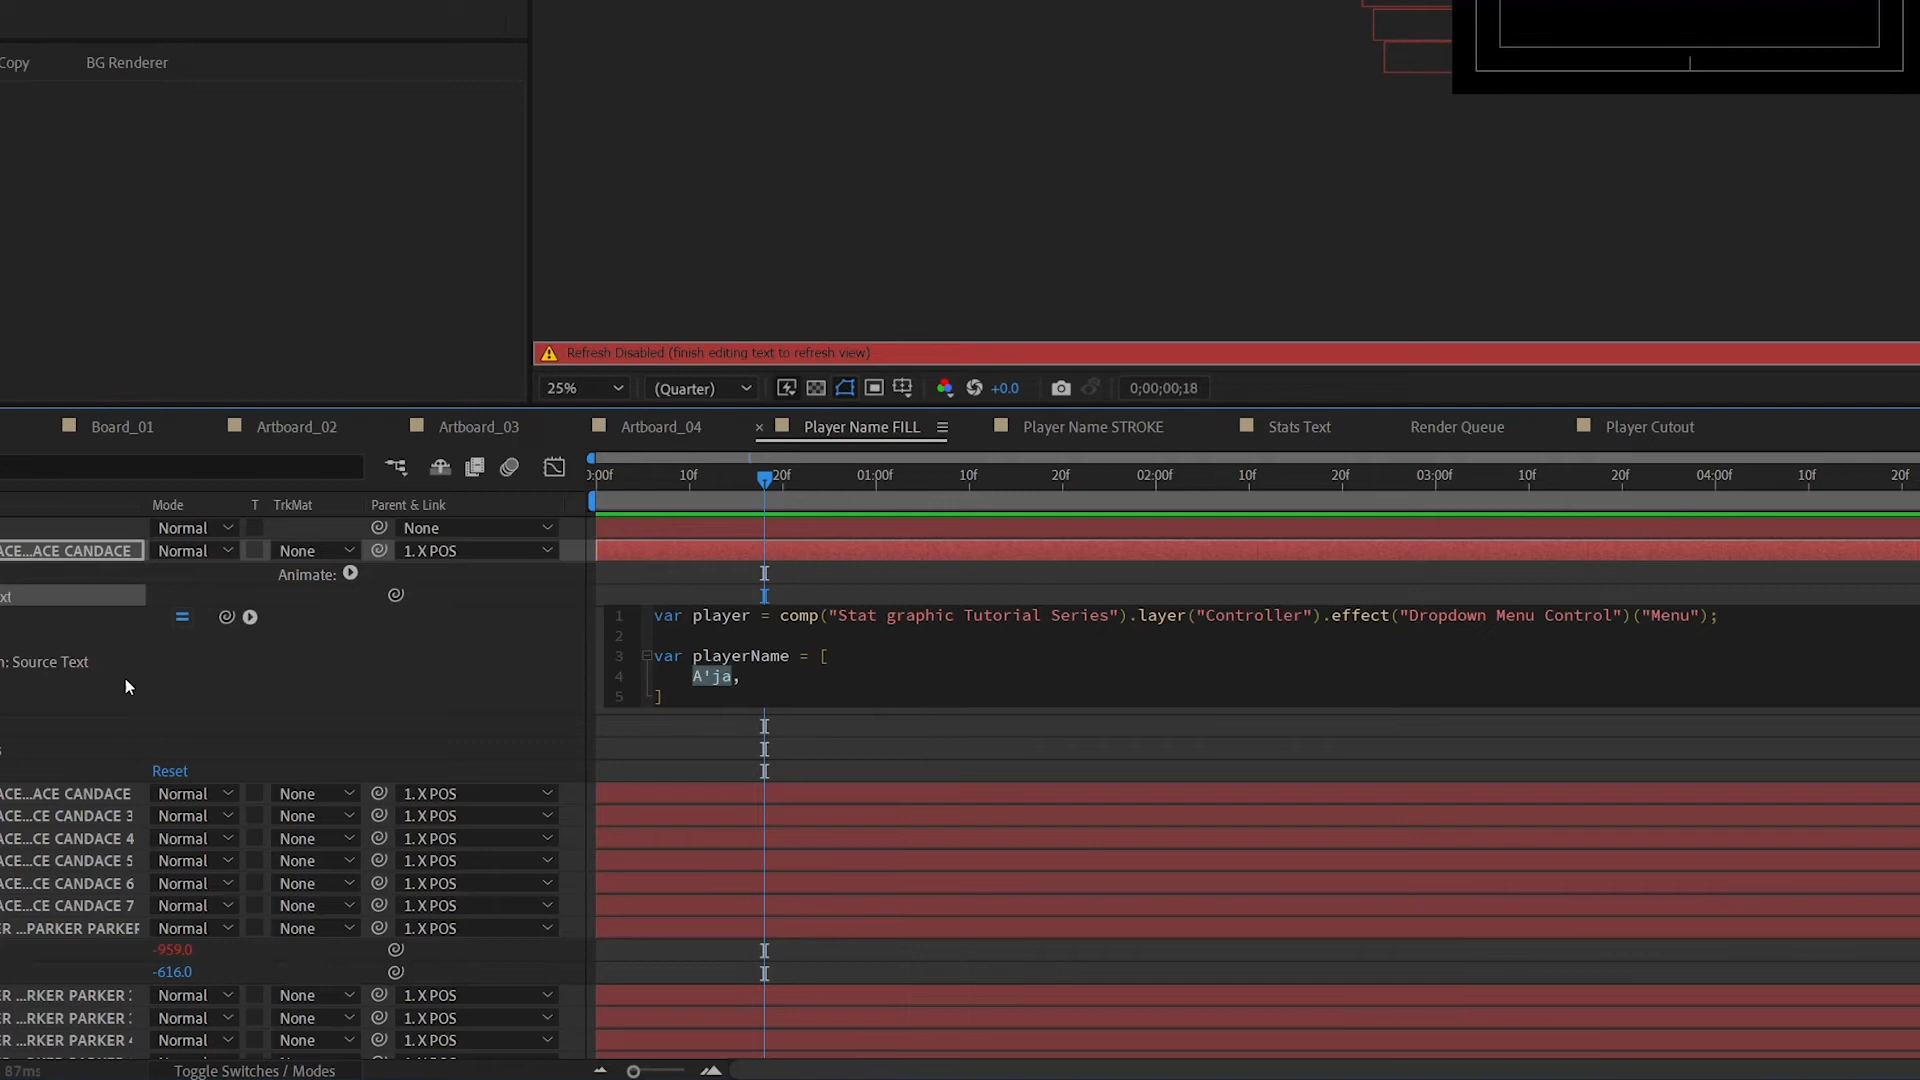 Copy BG Renderer
Refresh Disabled (finish editing text to refresh view)
25% (Quarter) +0.0 0;00;00;18
Board_01 Artboard_02 Artboard_03 Artboard_04 × Player Name FILL Player Name STROKE Stats Text Render Queue Player Cutout
0:00f 10f 20f 01:00f 10f 20f 02:00f 10f 20f 03:00f 10f 20f 04:00f 10f 20f
Mode T TrkMat Parent & Link
Normal None
ACE...ACE CANDACE Normal None 1. X POS
Animate:
xt
1 var player = comp("Stat graphic Tutorial Series").layer("Controller").effect("Dropdown Menu Control")("Menu");
2
3 var playerName = [
n: Source Text
4 A'ja,
5 ]
s
Reset
ACE...ACE CANDACE Normal None 1. X POS
ACE...CE CANDACE 3 Normal None 1. X POS
ACE...CE CANDACE 4 Normal None 1. X POS
ACE...CE CANDACE 5 Normal None 1. X POS
ACE...CE CANDACE 6 Normal None 1. X POS
ACE...CE CANDACE 7 Normal None 1. X POS
ER ...PARKER PARKER Normal None 1. X POS
-959.0
-616.0
ER ...RKER PARKER Normal None 1. X POS
ER ...RKER PARKER Normal None 1. X POS
ER ...RKER PARKER 4 Normal None 1. X POS
87ms Toggle Switches / Modes